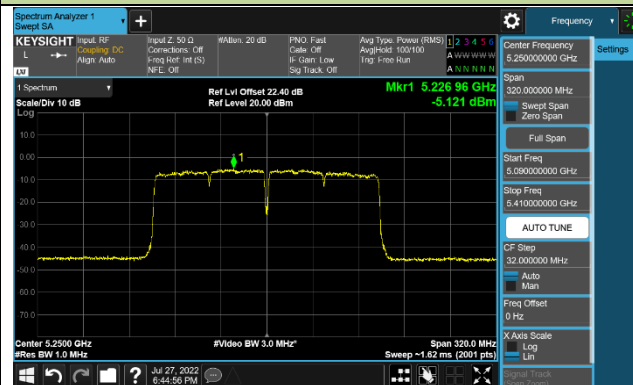 Spectrum Analyzer 1
Swept SA
Frequency
KEYSIGHT
Input: RF
Coupling: DC
Align: Auto
Input Z: 50 Ω
Corrections: Off
Freq Ref: Int (S)
NFE: Off
#Atten: 20 dB
PNO: Fast
Gate: Off
IF Gain: Low
Sig Track: Off
Avg Type: Power (RMS)
Avg|Hold: 100/100
Trig: Free Run
1 2 3 4 5 6
A W W W W W
A N N N N N
L
LXI
1 Spectrum
Scale/Div 10 dB
Log
Ref Lvl Offset 22.40 dB
Ref Level 20.00 dBm
Mkr1 5.226 96 GHz
-5.121 dBm
10.0
0.00
-10.0
-20.0
-30.0
-40.0
-50.0
-60.0
-70.0
1
Center 5.2500 GHz
#Res BW 1.0 MHz
#Video BW 3.0 MHz*
Span 320.0 MHz
Sweep ~1.62 ms (2001 pts)
Jul 27, 2022
6:44:56 PM
Center Frequency
5.25000000 GHz
Settings
Span
320.000000 MHz
Swept Span
Zero Span
Full Span
Start Freq
5.090000000 GHz
Stop Freq
5.410000000 GHz
AUTO TUNE
CF Step
32.000000 MHz
Auto
Man
Freq Offset
0 Hz
X Axis Scale
Log
Lin
Signal Track
(Span Zoom)